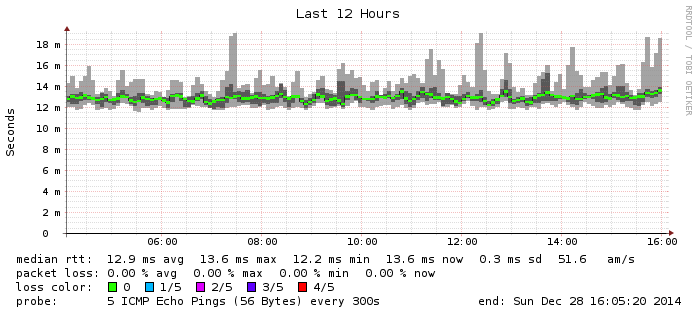 Last 12 Hours
RRDTOOL / TOBI OETIKER
Seconds
18 m
16 m
14 m
12 m
10 m
8 m
6 m
4 m
2 m
0
06:00 08:00 10:00 12:00 14:00 16:00
median rtt: 12.9 ms avg 13.6 ms max 12.2 ms min 13.6 ms now 0.3 ms sd 51.6 am/s
packet loss: 0.00 % avg 0.00 % max 0.00 % min 0.00 % now
loss color: 0 1/5 2/5 3/5 4/5
probe: 5 ICMP Echo Pings (56 Bytes) every 300s end: Sun Dec 28 16:05:20 2014